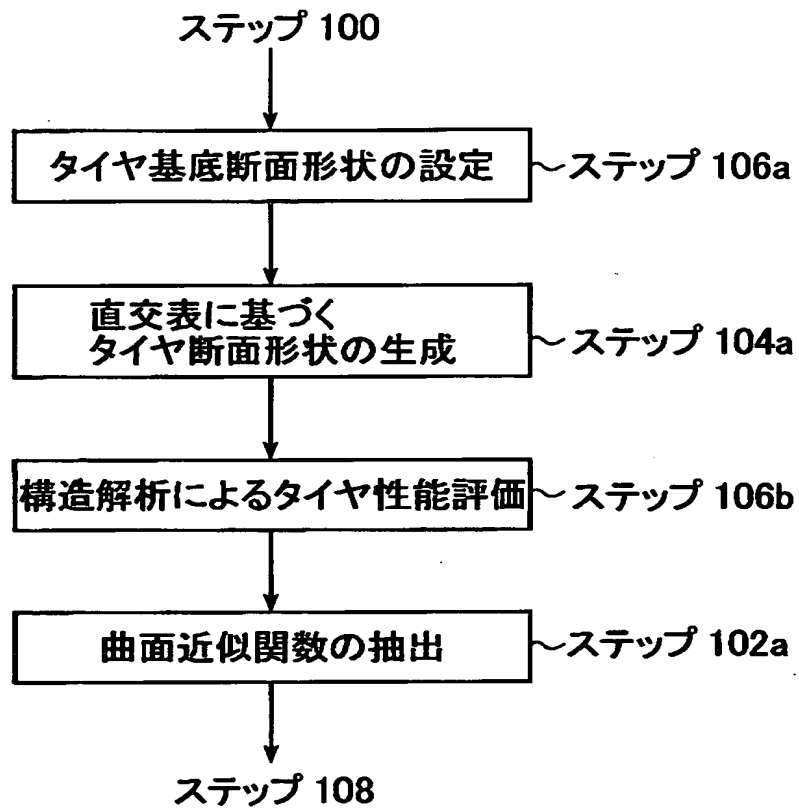 ステップ 100
タイヤ基底断面形状の設定
ステップ 106a
直交表に基づく
タイヤ断面形状の生成
ステップ 104a
構造解析によるタイヤ性能評価
ステップ 106b
曲面近似関数の抽出
ステップ 102a
ステップ 108